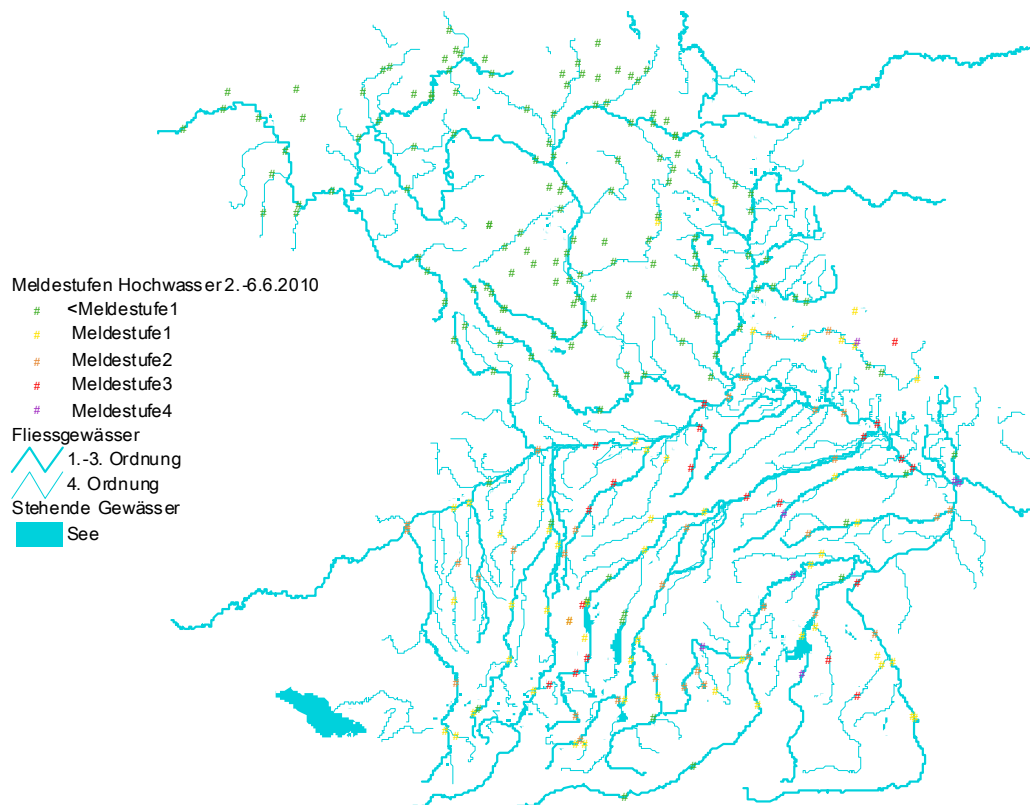 Meldestufen Hochwasser 2.-6.6.2010
# <Meldestufe1
# Meldestufe1
# Meldestufe2
# Meldestufe3
# Meldestufe4
Fliessgewässer
1.-3. Ordnung
4. Ordnung
Stehende Gewässer
See